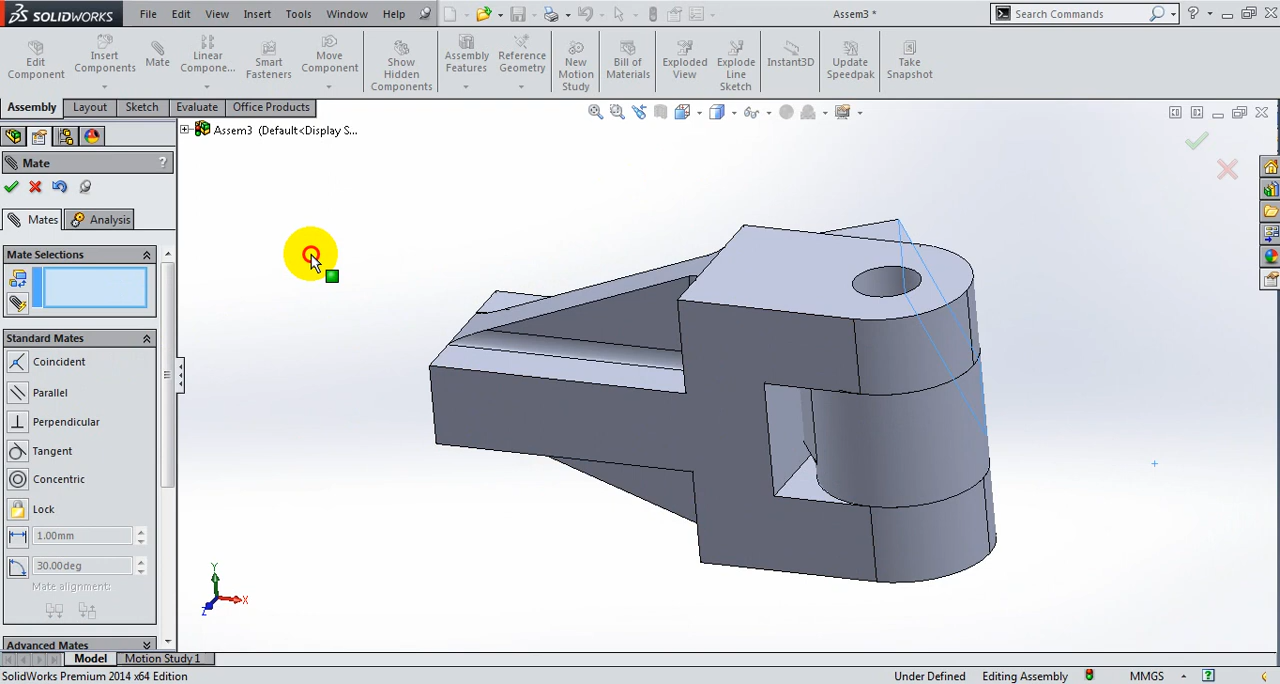 SOLIDWORKS File Edit View Insert Tools Window Help Assem3 * Search Commands
Edit Component
Insert Components
Mate
Linear Compone...
Smart Fasteners
Move Component
Show Hidden Components
Assembly Features
Reference Geometry
New Motion Study
Bill of Materials
Exploded View
Explode Line Sketch
Instant3D
Update Speedpak
Take Snapshot
Assembly Layout Sketch Evaluate Office Products
Assem3 (Default<Display S...
Mate ?
Mates Analysis
Mate Selections
Standard Mates
Coincident
Parallel
Perpendicular
Tangent
Concentric
Lock
1.00mm
30.00deg
Mate alignment:
Advanced Mates
Y
X
Z
Model Motion Study 1
SolidWorks Premium 2014 x64 Edition Under Defined Editing Assembly MMGS ?